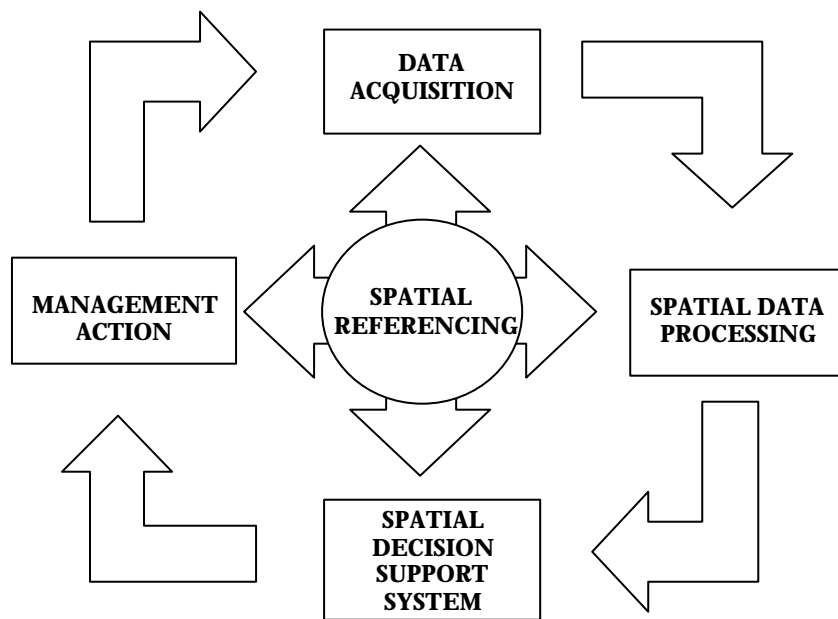 DATA
ACQUISITION
MANAGEMENT
ACTION
SPATIAL
REFERENCING
SPATIAL DATA
PROCESSING
SPATIAL
DECISION
SUPPORT
SYSTEM